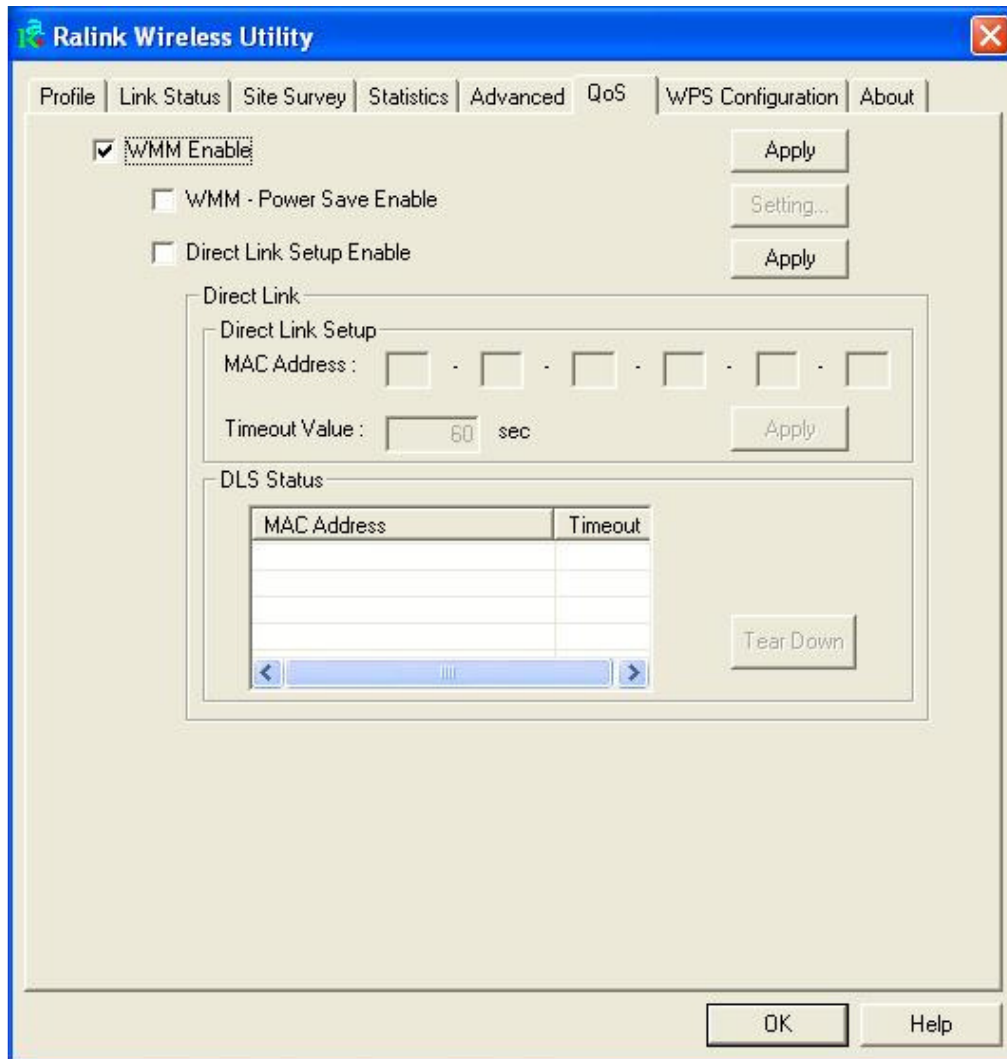 Ralink Wireless Utility
Profile Link Status Site Survey Statistics Advanced QoS WPS Configuration About
WMM Enable Apply
WMM - Power Save Enable Setting...
Direct Link Setup Enable Apply
Direct Link
Direct Link Setup
MAC Address : - - - - -
Timeout Value : 60 sec Apply
DLS Status
MAC Address Timeout
Tear Down
OK Help